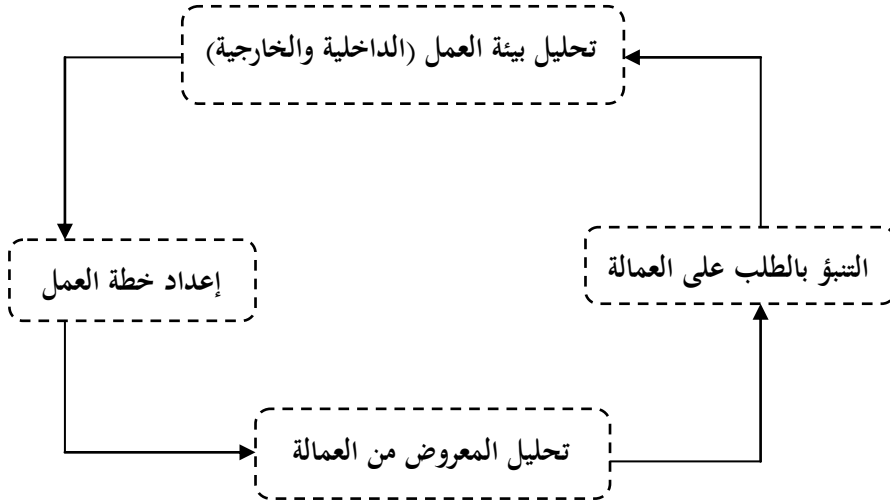 تحليل بيئة العمل (الداخلية والخارجية)
التنبؤ بالطلب على العمالة
إعداد خطة العمل
تحليل المعروض من العمالة